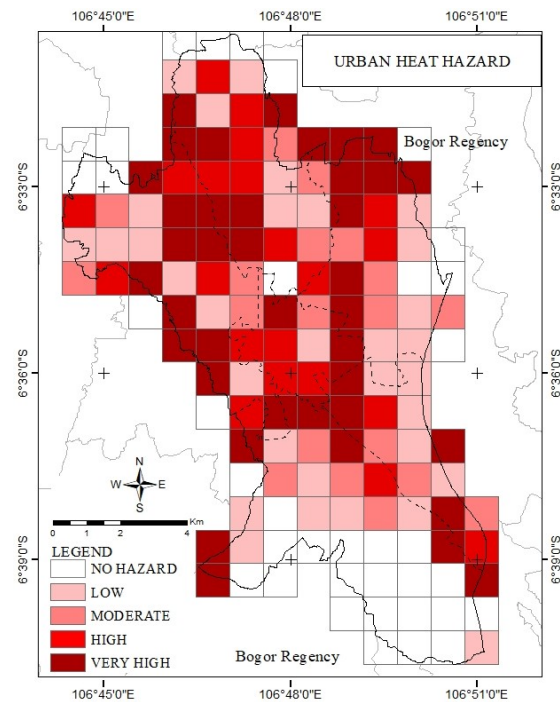 106°45'0"E 106°48'0"E 106°51'0"E
URBAN HEAT HAZARD
Bogor Regency
6°33'0"S 6°33'0"S
6°36'0"S 6°36'0"S
N
W E
S
0 0,5 1 2 4 Km
LEGEND
NO HAZARD
LOW
MODERATE
HIGH
VERY HIGH
6°39'0"S 6°39'0"S
Bogor Regency
106°45'0"E 106°48'0"E 106°51'0"E